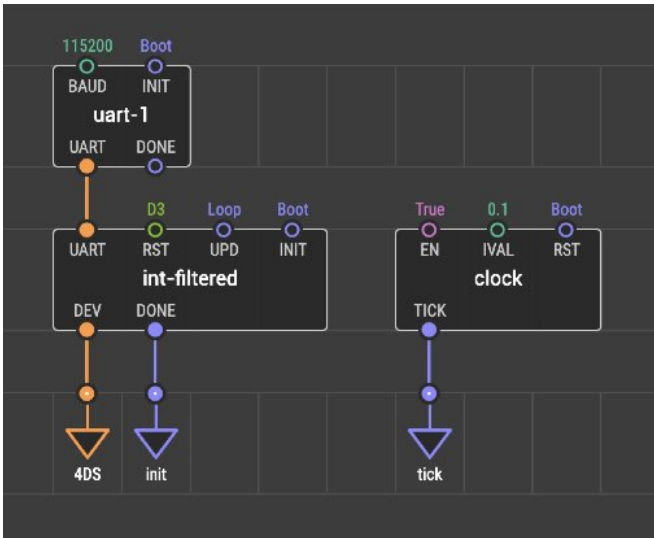 115200 Boot
BAUD INIT
uart-1
UART DONE
D3 Loop Boot
UART RST UPD INIT
int-filtered
DEV DONE
True 0.1 Boot
EN IVAL RST
clock
TICK
4DS init tick